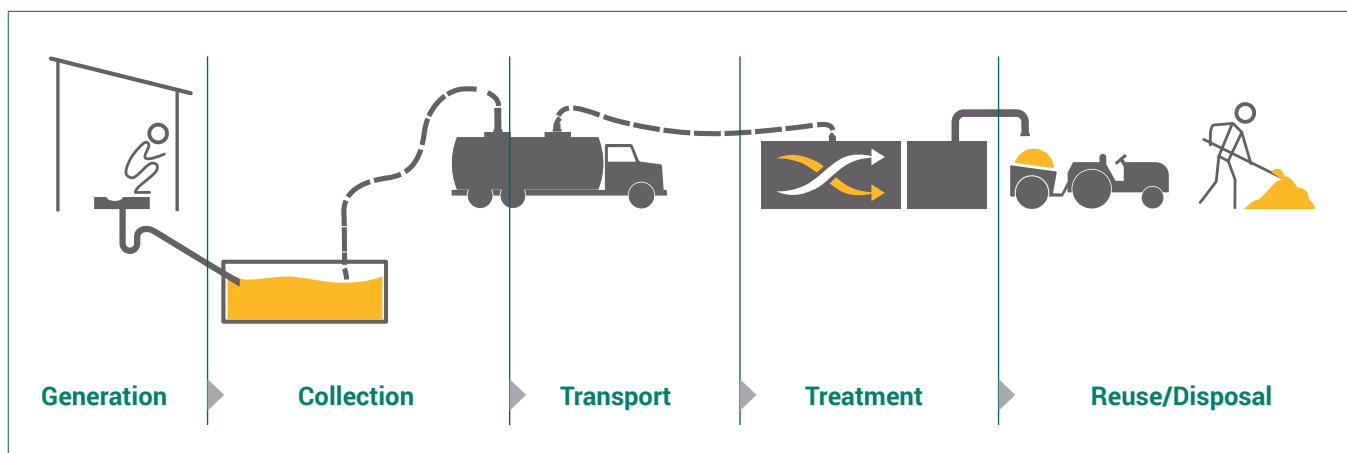 Generation
Collection
Transport
Treatment
Reuse/Disposal